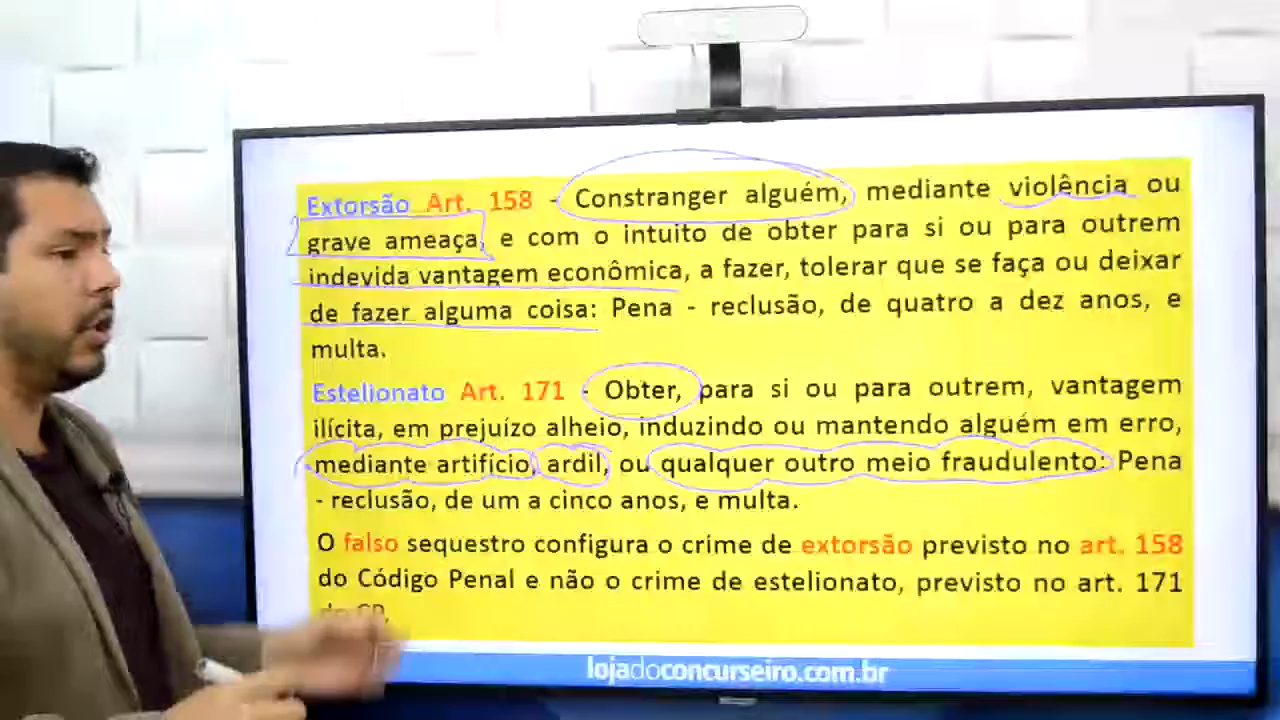 Extorsão Art. 158 - Constranger alguém, mediante violência ou
grave ameaça, e com o intuito de obter para si ou para outrem
indevida vantagem econômica, a fazer, tolerar que se faça ou deixar
de fazer alguma coisa: Pena - reclusão, de quatro a dez anos, e
multa.
Estelionato Art. 171 - Obter, para si ou para outrem, vantagem
ilícita, em prejuízo alheio, induzindo ou mantendo alguém em erro,
mediante artifício, ardil, ou qualquer outro meio fraudulento: Pena
- reclusão, de um a cinco anos, e multa.
O falso sequestro configura o crime de extorsão previsto no art. 158
do Código Penal e não o crime de estelionato, previsto no art. 171
do CP.
lojadoconcurseiro.com.br